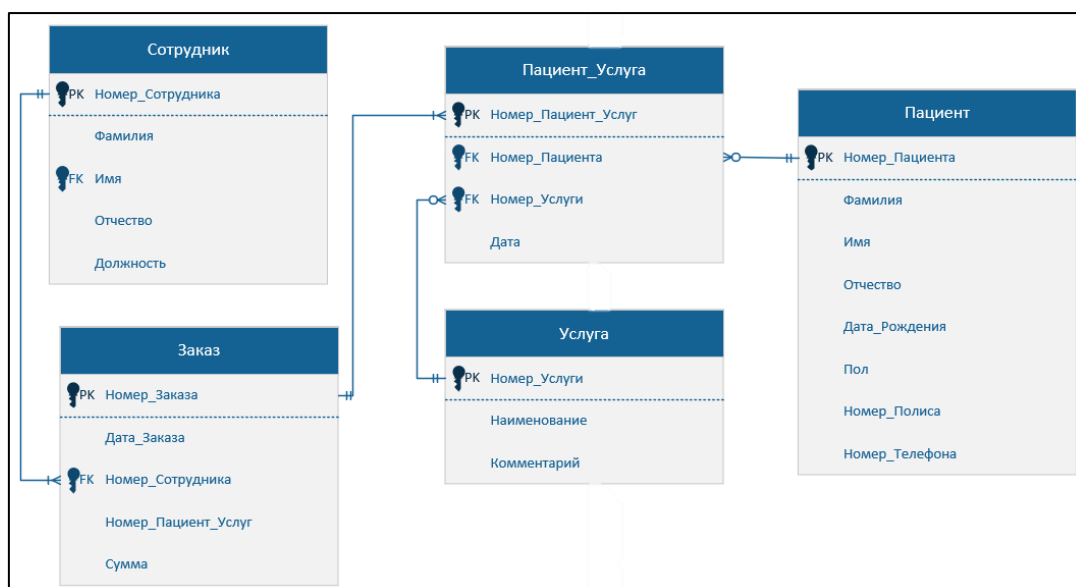 Сотрудник
PK Номер_Сотрудника
Фамилия
FK Имя
Отчество
Должность
Заказ
PK Номер_Заказа
Дата_Заказа
FK Номер_Сотрудника
Номер_Пациент_Услуг
Сумма
Пациент_Услуга
PK Номер_Пациент_Услуг
FK Номер_Пациента
FK Номер_Услуги
Дата
Услуга
PK Номер_Услуги
Наименование
Комментарий
Пациент
PK Номер_Пациента
Фамилия
Имя
Отчество
Дата_Рождения
Пол
Номер_Полиса
Номер_Телефона